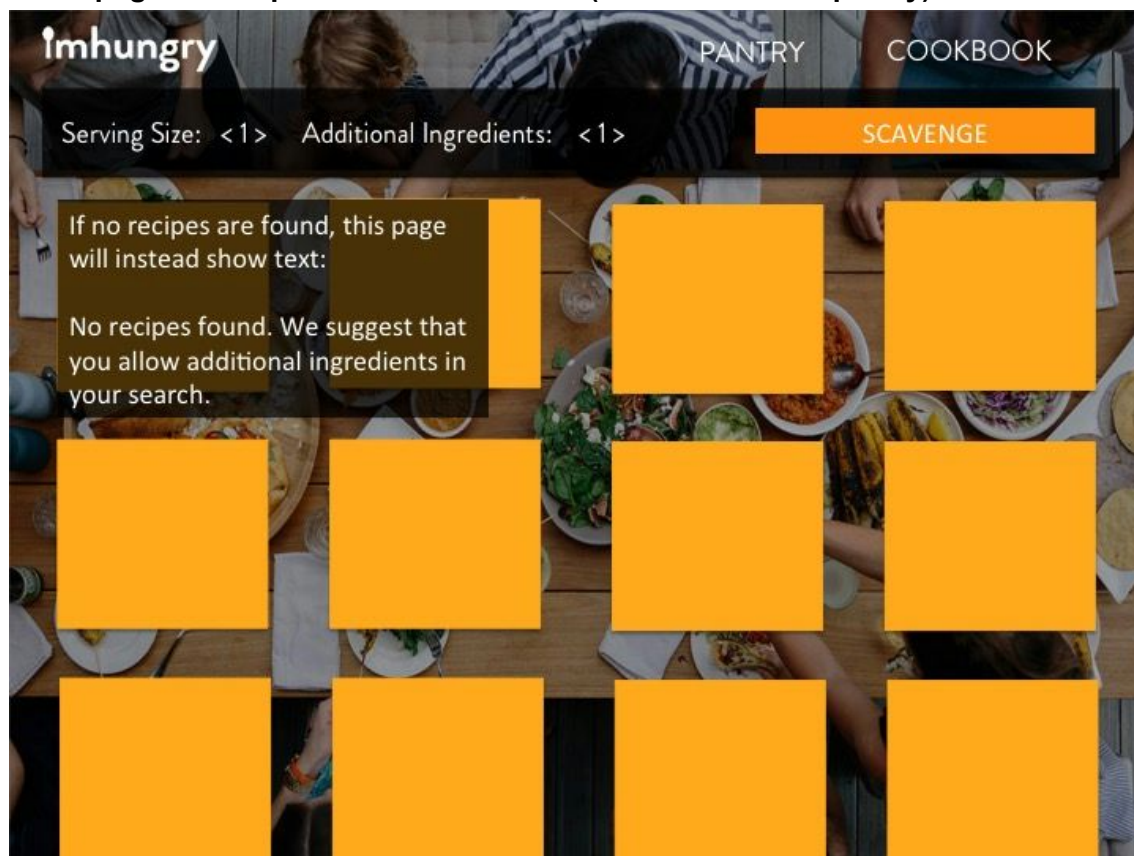 imhungry
PANTRY
COOKBOOK
Serving Size: <1> Additional Ingredients: <1>
SCAVENGE
If no recipes are found, this page
will instead show text:
No recipes found. We suggest that
you allow additional ingredients in
your search.